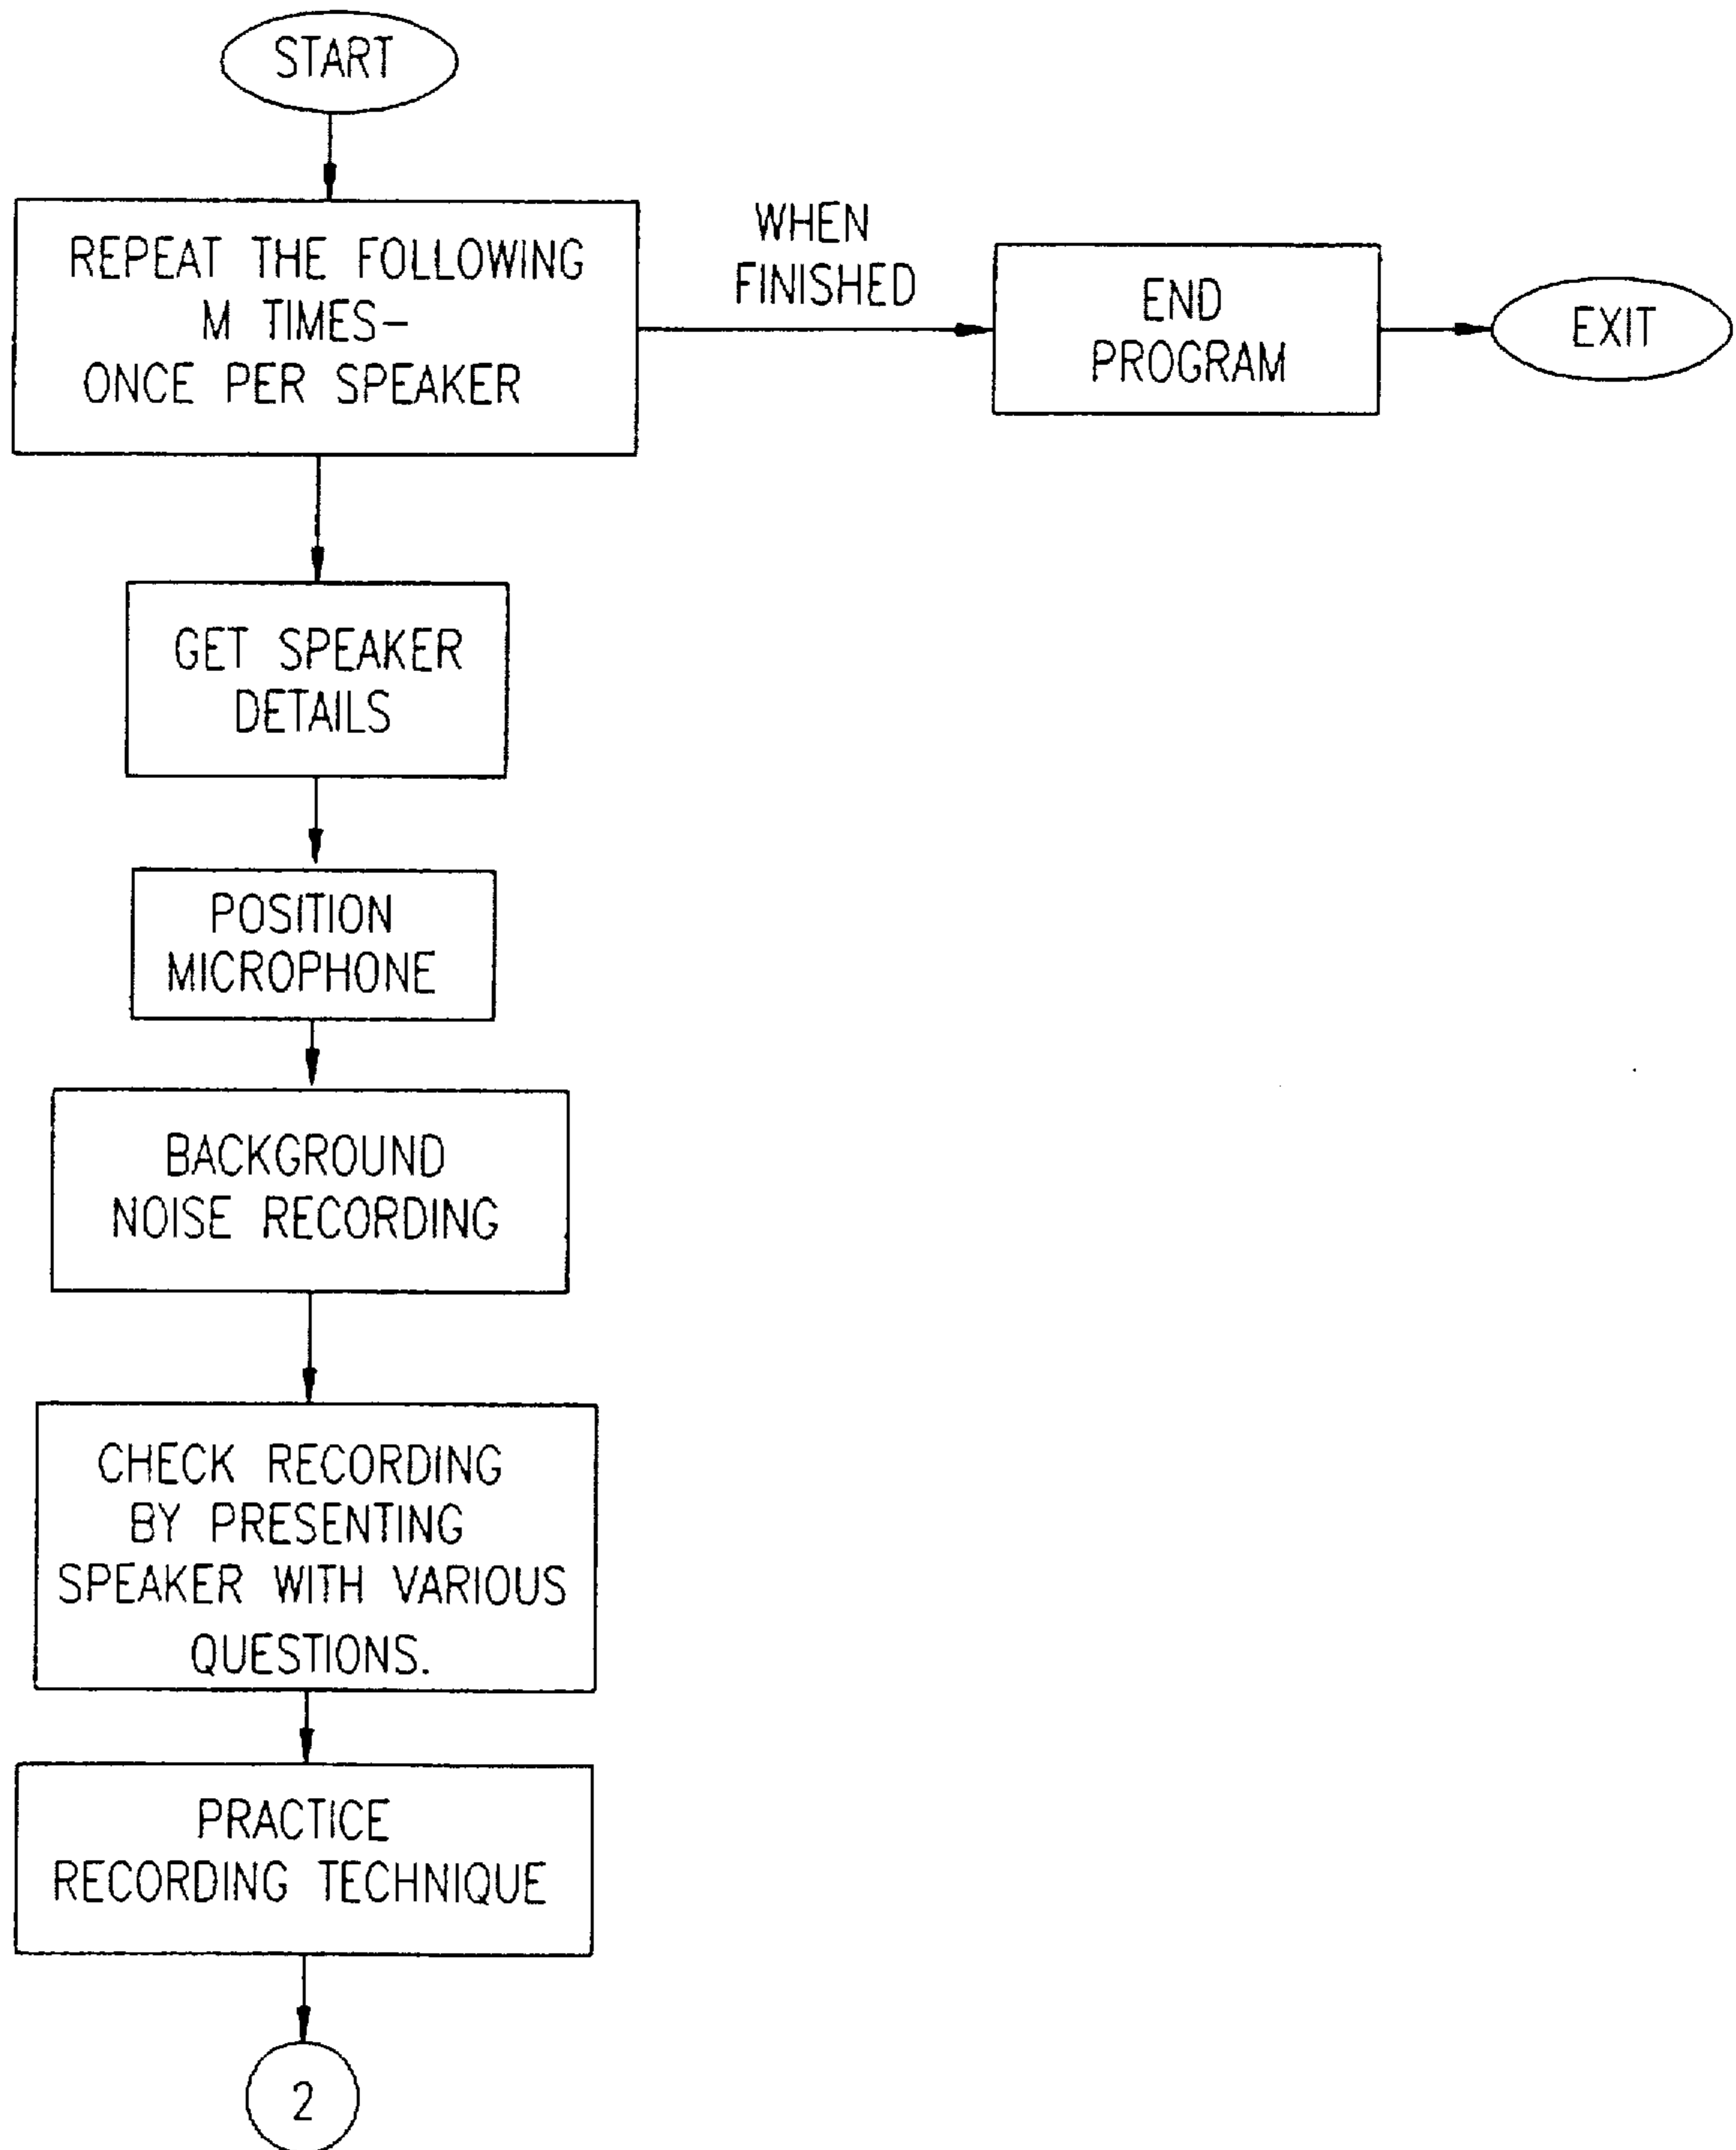 START
REPEAT THE FOLLOWING
M TIMES-
ONCE PER SPEAKER
WHEN
FINISHED
END
PROGRAM
EXIT
GET SPEAKER
DETAILS
POSITION
MICROPHONE
BACKGROUND
NOISE RECORDING
CHECK RECORDING
BY PRESENTING
SPEAKER WITH VARIOUS
QUESTIONS.
PRACTICE
RECORDING TECHNIQUE
2